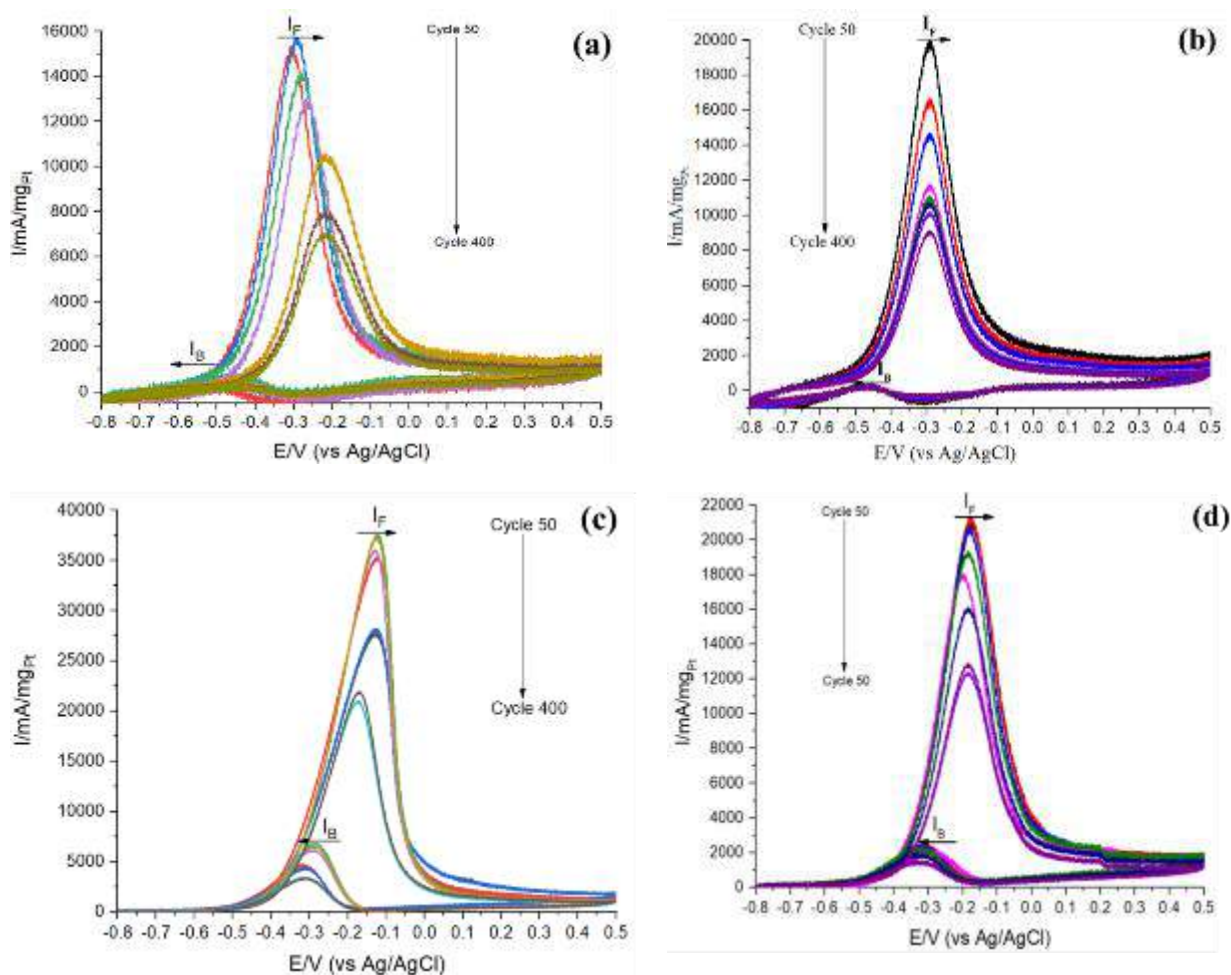 (a)
I_F
Cycle 50
Cycle 400
I_B
16000
14000
12000
10000
8000
6000
4000
2000
0
I/mA/mg_Pt
-0.8 -0.7 -0.6 -0.5 -0.4 -0.3 -0.2 -0.1 0.0 0.1 0.2 0.3 0.4 0.5
E/V (vs Ag/AgCl)
(b)
I_F
Cycle 50
Cycle 400
I_B
20000
18000
16000
14000
12000
10000
8000
6000
4000
2000
0
I/mA/mg_Pt
-0.8 -0.7 -0.6 -0.5 -0.4 -0.3 -0.2 -0.1 0.0 0.1 0.2 0.3 0.4 0.5
E/V (vs Ag/AgCl)
(c)
I_F
Cycle 50
Cycle 400
I_B
40000
35000
30000
25000
20000
15000
10000
5000
0
I/mA/mg_Pt
-0.8 -0.7 -0.6 -0.5 -0.4 -0.3 -0.2 -0.1 0.0 0.1 0.2 0.3 0.4 0.5
E/V (vs Ag/AgCl)
(d)
I_F
Cycle 50
Cycle 50
I_B
22000
20000
18000
16000
14000
12000
10000
8000
6000
4000
2000
0
I/mA/mg_Pt
-0.8 -0.7 -0.6 -0.5 -0.4 -0.3 -0.2 -0.1 0.0 0.1 0.2 0.3 0.4 0.5
E/V (vs Ag/AgCl)